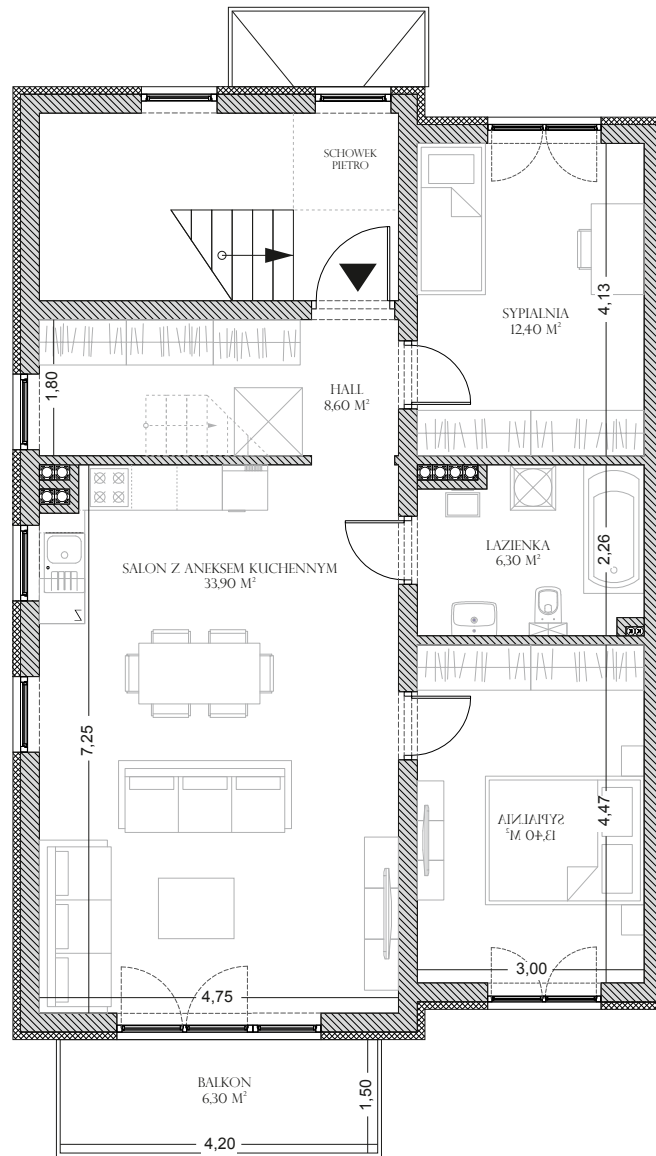 SCHOWEK
PIETRO
SYPIALNIA
12,40 M²
4,13
1,80
HALL
8,60 M²
SALON Z ANEKSEM KUCHENNYM
33,90 M²
LAZIENKA
6,30 M²
2,26
Z
7,25
SYPIALNIA
13,40 M²
4,47
3,00
4,75
BALKON
6,30 M²
1,50
4,20